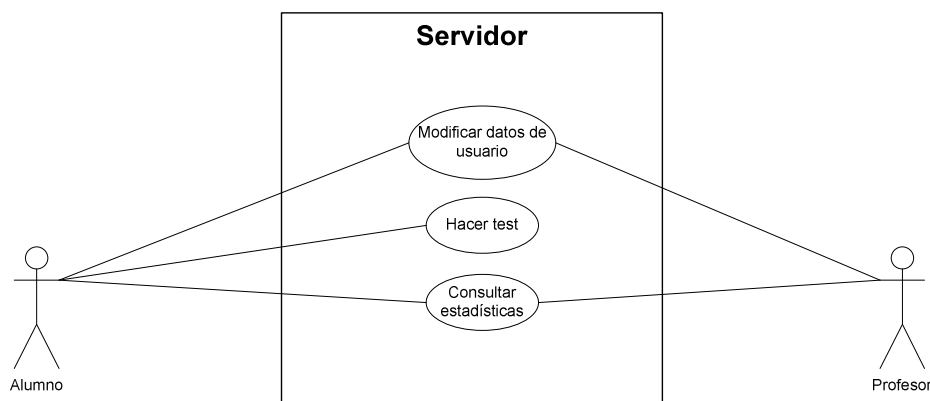 Servidor
Modificar datos de
usuario
Hacer test
Consultar
estadísticas
Alumno
Profesor